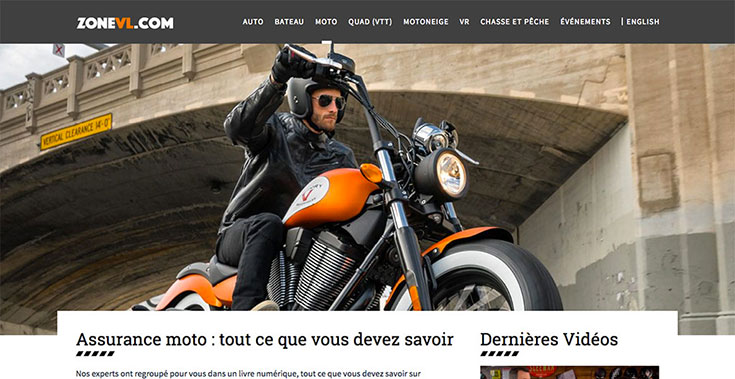 ZONEVL.COM
AUTO BATEAU MOTO QUAD (VTT) MOTONEIGE VR CHASSE ET PÊCHE ÉVÉNEMENTS | ENGLISH
VERTICAL CLEARANCE 14'-0"
Assurance moto : tout ce que vous devez savoir
Nos experts ont regroupé pour vous dans un livre numérique, tout ce que vous devez savoir sur
Dernières Vidéos